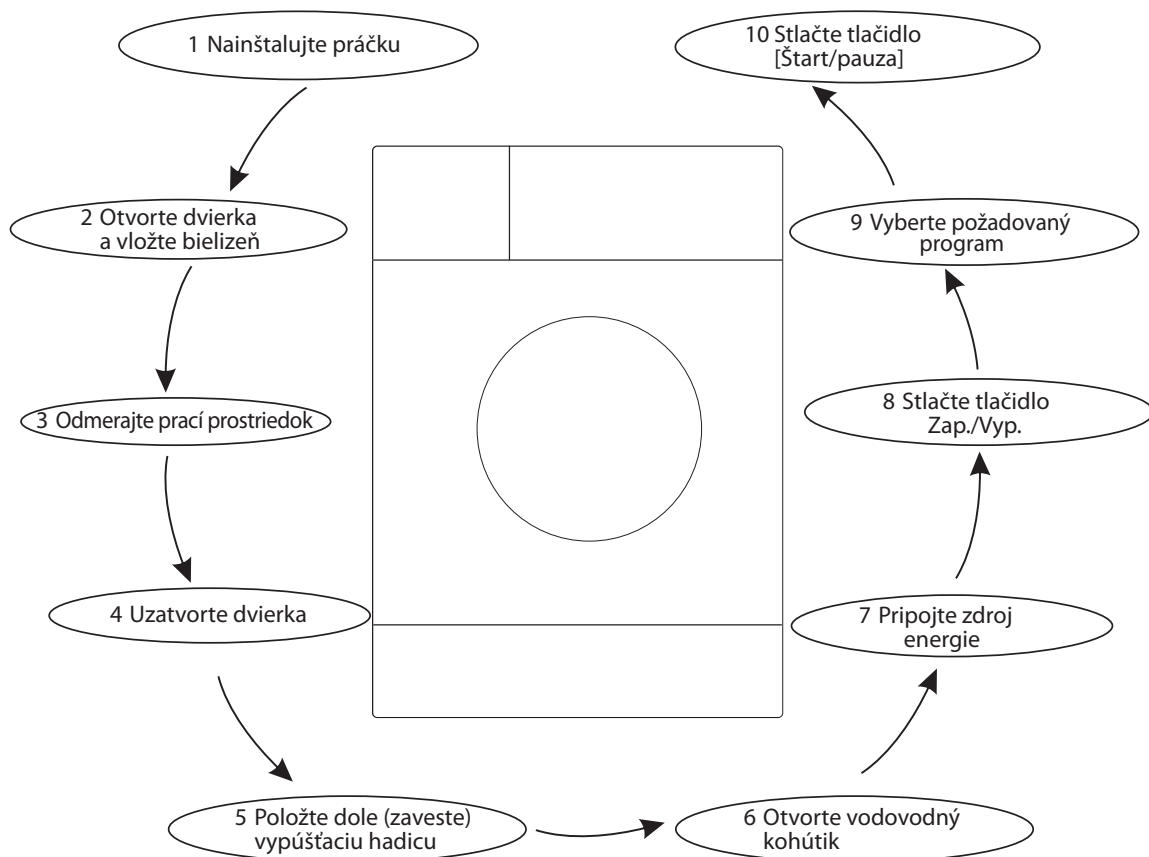 1 Nainštalujte práčku
2 Otvorte dvierka
a vložte bielizeň
3 Odmerajte prací prostriedok
4 Uzatvorte dvierka
5 Položte dole (zaveste)
vypúšťaciu hadicu
6 Otvorte vodovodný
kohútik
7 Pripojte zdroj
energie
8 Stlačte tlačidlo
Zap./Vyp.
9 Vyberte požadovaný
program
10 Stlačte tlačidlo
[Štart/pauza]